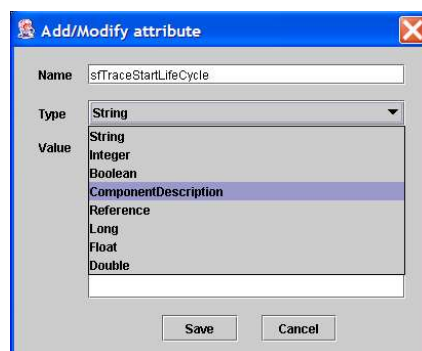 Add/Modify attribute
Name sfTraceStartLifeCycle
Type String
Value
String
Integer
Boolean
ComponentDescription
Reference
Long
Float
Double
Save Cancel